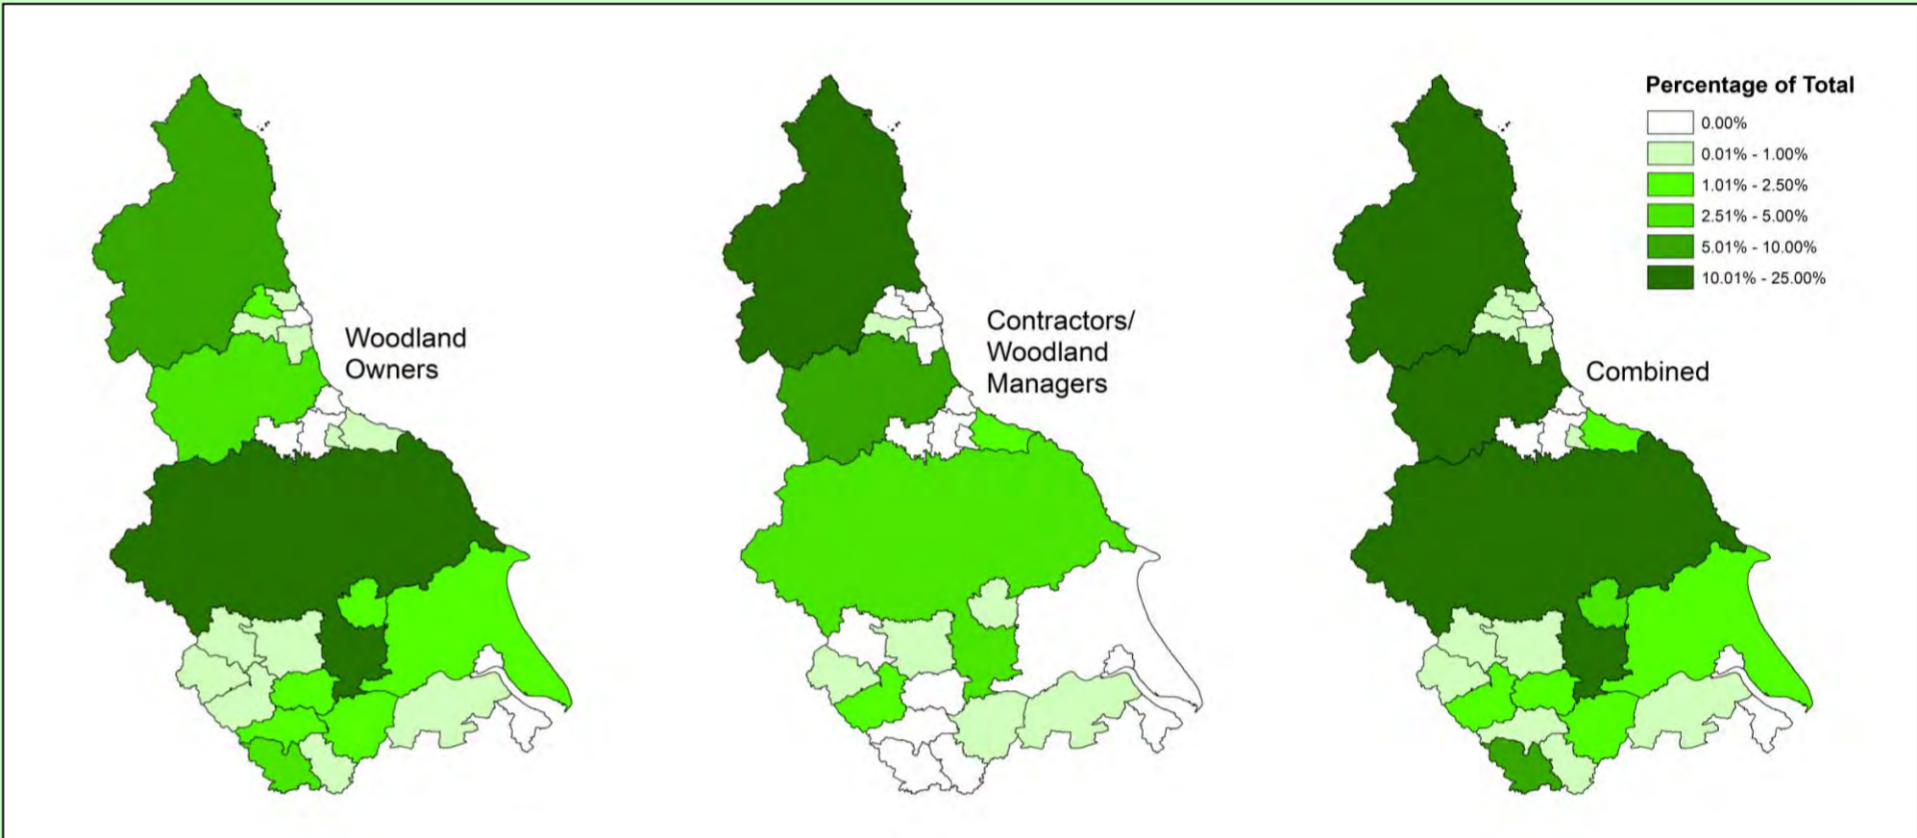 Percentage of Total
0.00%
0.01% - 1.00%
1.01% - 2.50%
2.51% - 5.00%
5.01% - 10.00%
10.01% - 25.00%
Woodland
Owners
Contractors/
Woodland
Managers
Combined